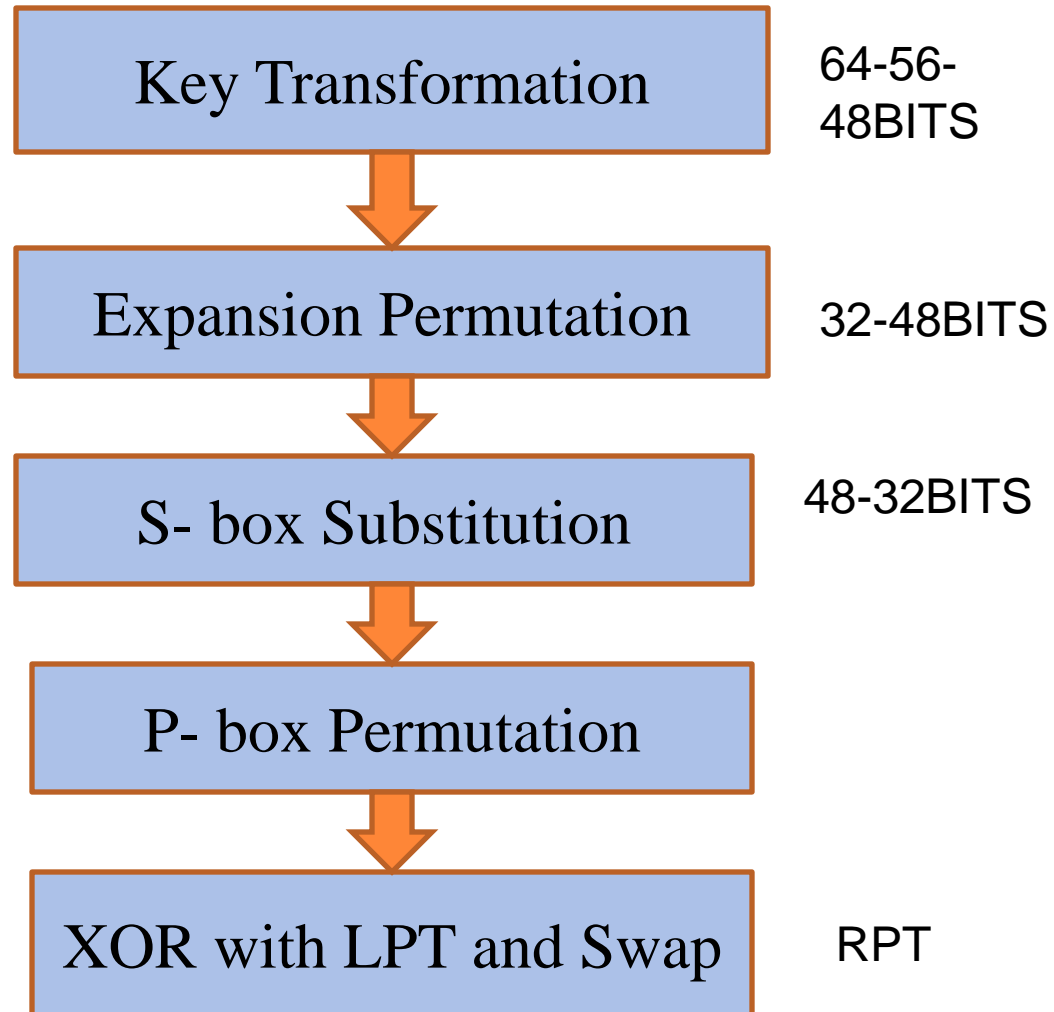 Key Transformation
64-56-
48BITS
Expansion Permutation
32-48BITS
S- box Substitution
48-32BITS
P- box Permutation
XOR with LPT and Swap
RPT